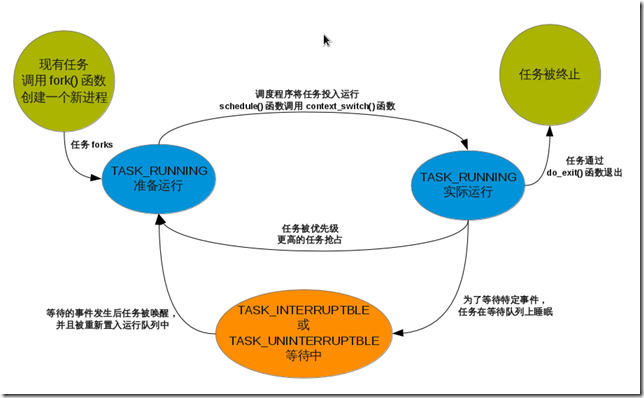 现有任务
调用 fork() 函数
创建一个新进程
任务 forks
调度程序将任务投入运行
schedule() 函数调用 context_switch() 函数
任务被终止
任务通过
do_exit() 函数退出
TASK_RUNNING
准备运行
TASK_RUNNING
实际运行
任务被优先级
更高的任务抢占
等待的事件发生后任务被唤醒，
并且被重新置入运行队列中
TASK_INTERRUPTBLE
或
TASK_UNINTERRUPTBLE
等待中
为了等待特定事件，
任务在等待队列上睡眠